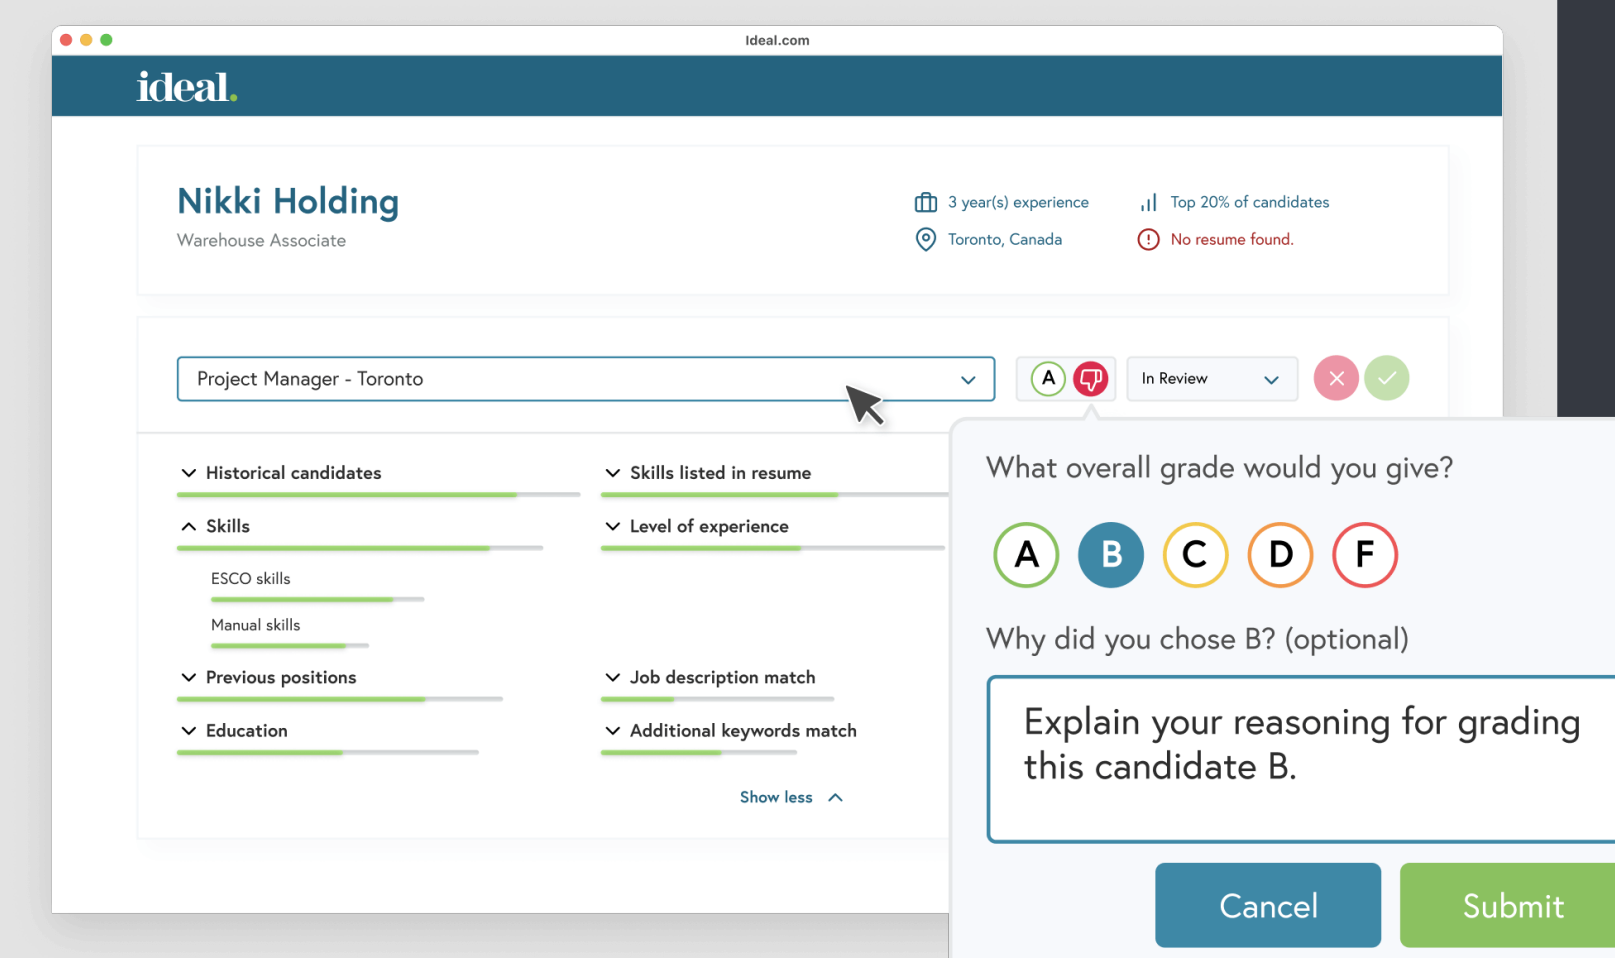 Ideal.com
ideal.
Nikki Holding
Warehouse Associate
3 year(s) experience
Top 20% of candidates
Toronto, Canada
No resume found.
Project Manager - Toronto
A
In Review
Historical candidates
Skills listed in resume
Skills
Level of experience
ESCO skills
Manual skills
Previous positions
Job description match
Education
Additional keywords match
Show less
What overall grade would you give?
A B C D F
Why did you chose B? (optional)
Explain your reasoning for grading
this candidate B.
Cancel
Submit